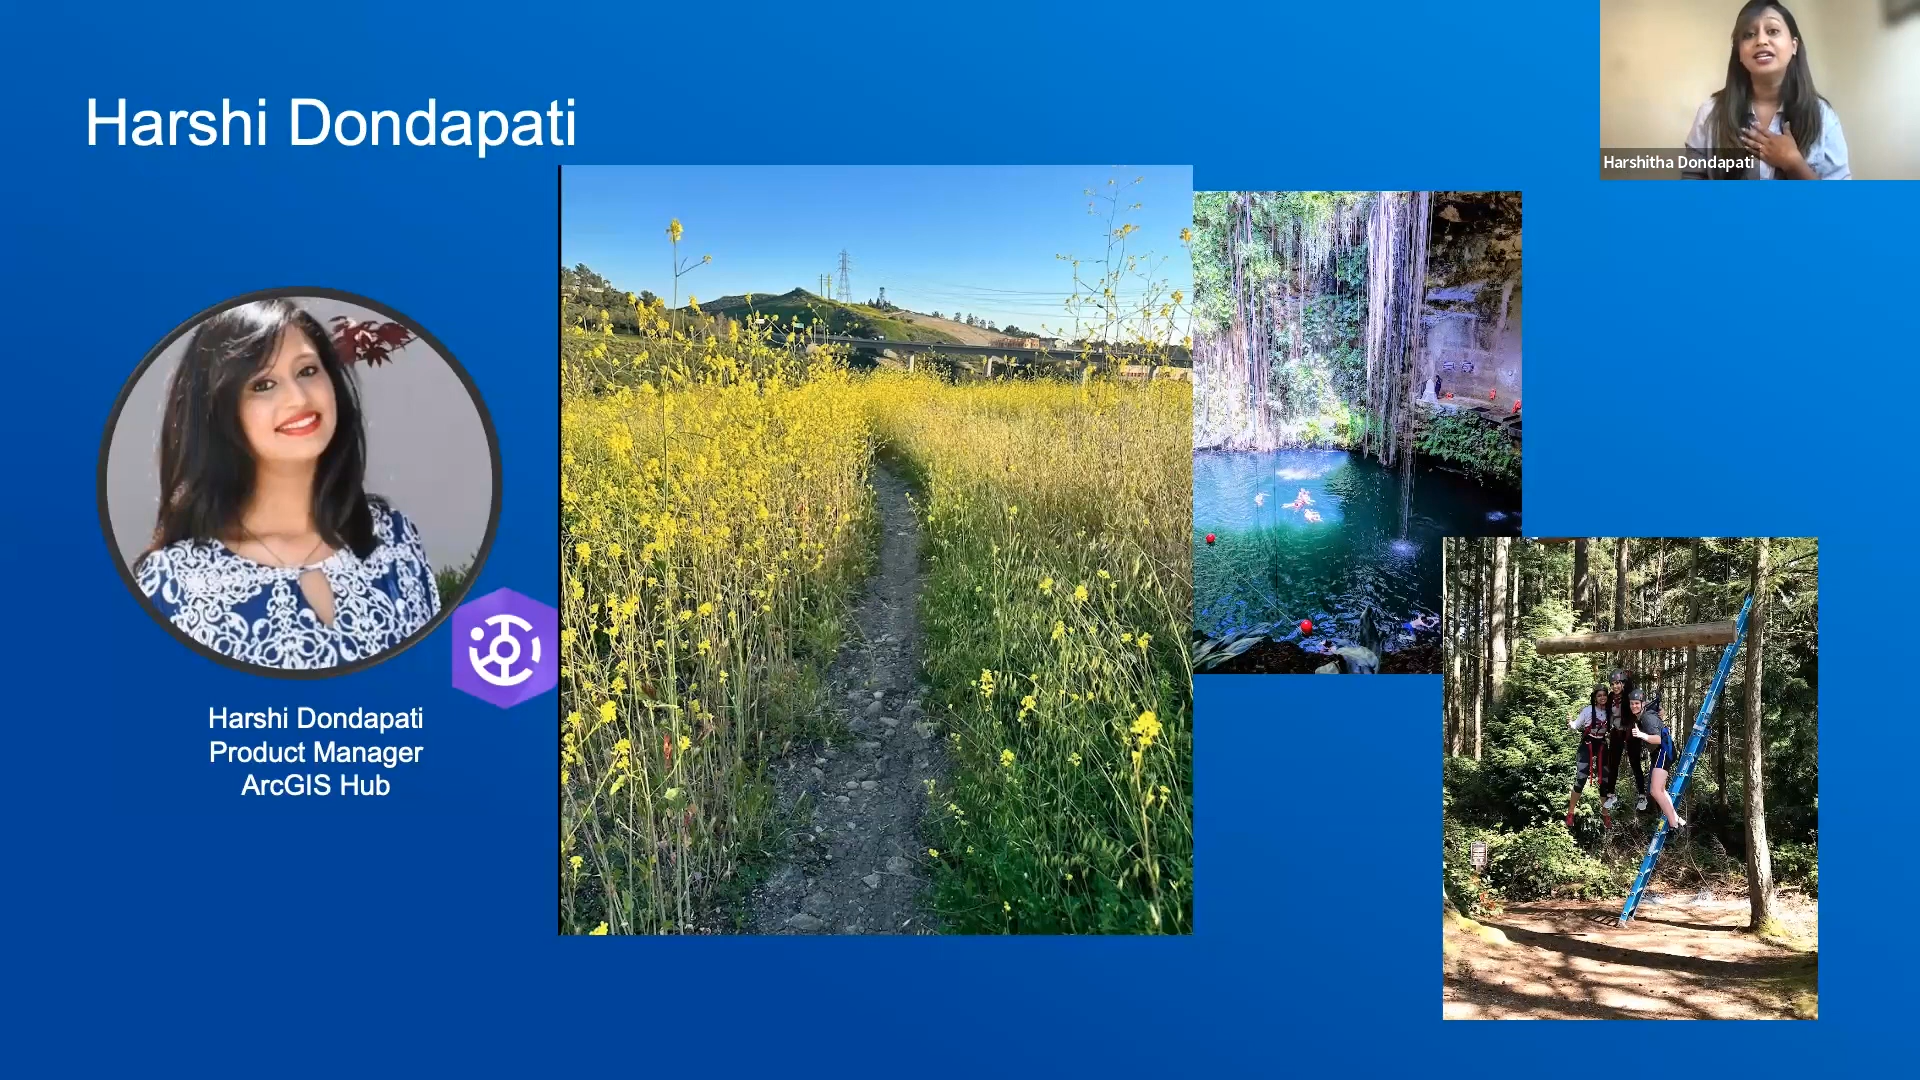 Harshi Dondapati
Harshitha Dondapati
Harshi Dondapati
Product Manager
ArcGIS Hub